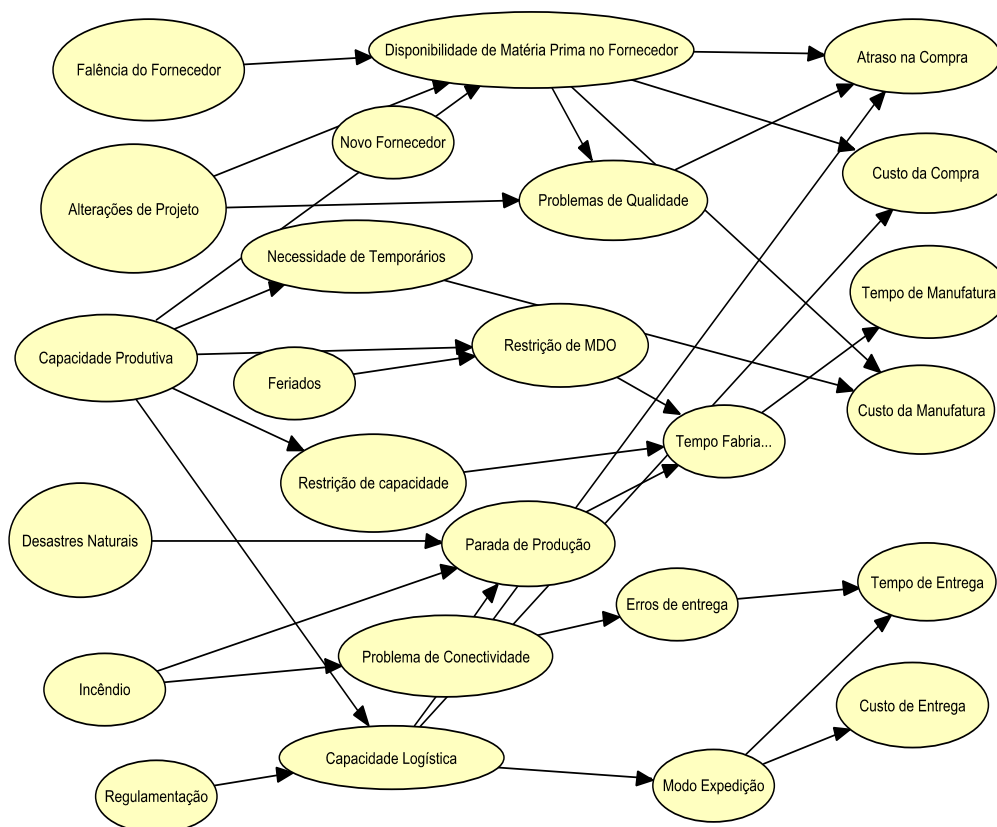 Falência do Fornecedor
Disponibilidade de Matéria Prima no Fornecedor
Atraso na Compra
Novo Fornecedor
Custo da Compra
Alterações de Projeto
Problemas de Qualidade
Necessidade de Temporários
Tempo de Manufatura
Capacidade Produtiva
Restrição de MDO
Feriados
Custo da Manufatura
Tempo Fabria...
Restrição de capacidade
Desastres Naturais
Parada de Produção
Tempo de Entrega
Erros de entrega
Problema de Conectividade
Incêndio
Custo de Entrega
Capacidade Logística
Modo Expedição
Regulamentação